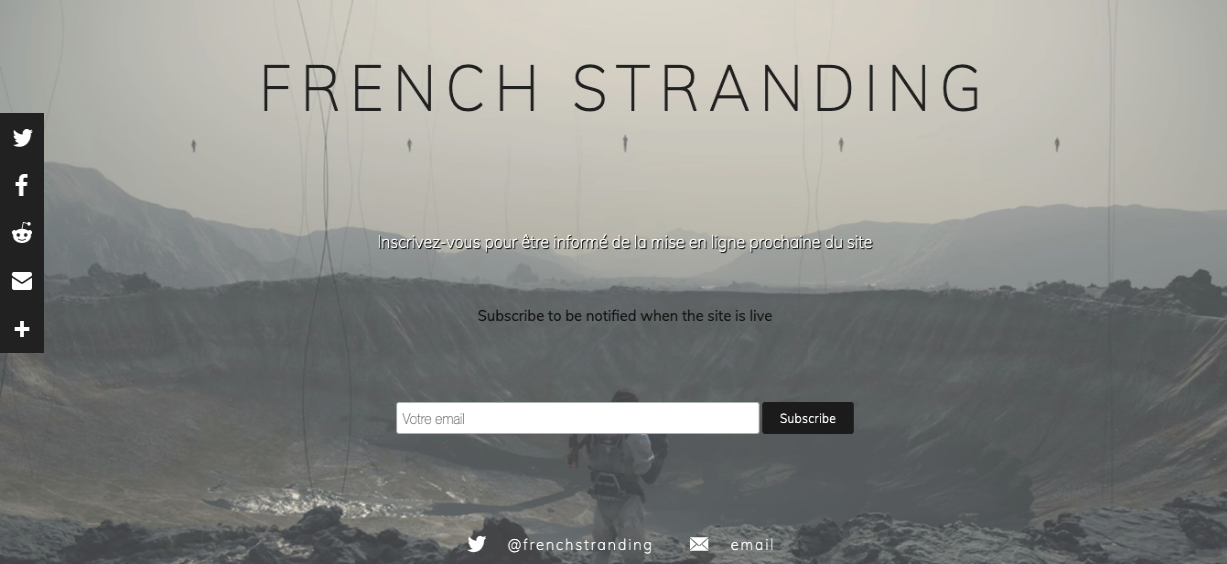 FRENCH STRANDING
Inscrivez-vous pour être informé de la mise en ligne prochaine du site
Subscribe to be notified when the site is live
Votre email
Subscribe
@frenchstranding
email